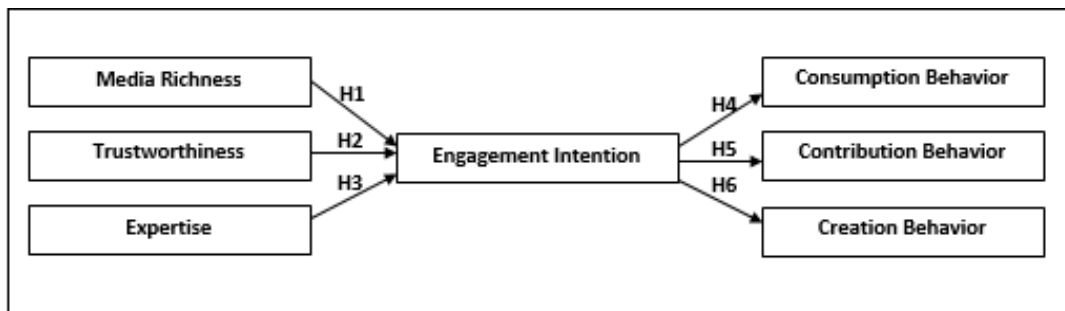 Media Richness
H1
Trustworthiness
H2
Expertise
H3
Engagement Intention
H4
Consumption Behavior
H5
Contribution Behavior
H6
Creation Behavior